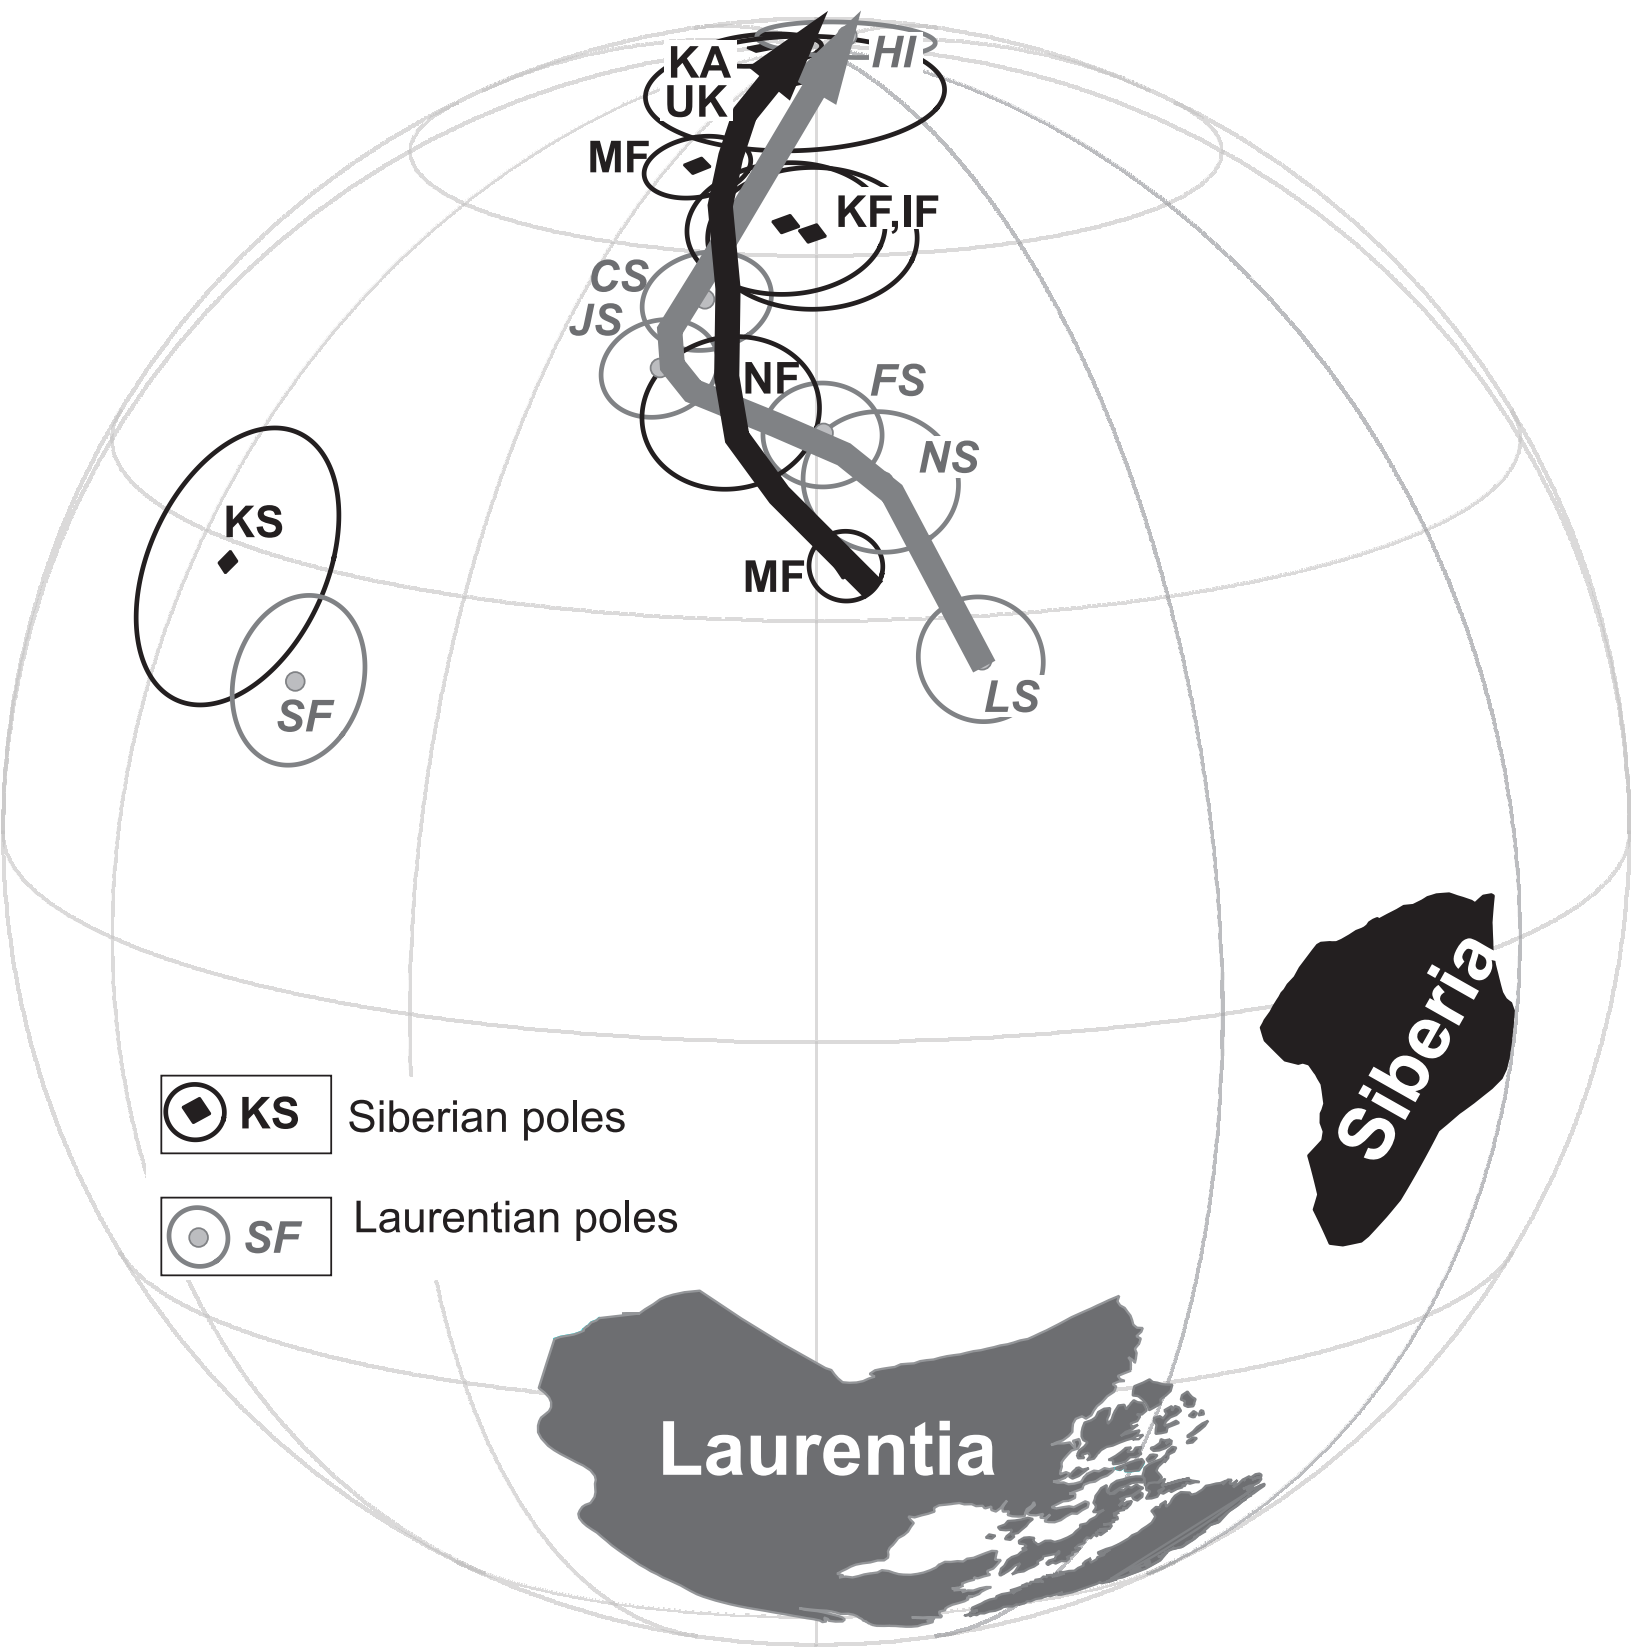 HI
KA
UK
MF
KF,IF
CS
JS
NF
FS
NS
KS
MF
LS
SF
Siberia
KS
Siberian poles
SF
Laurentian poles
Laurentia